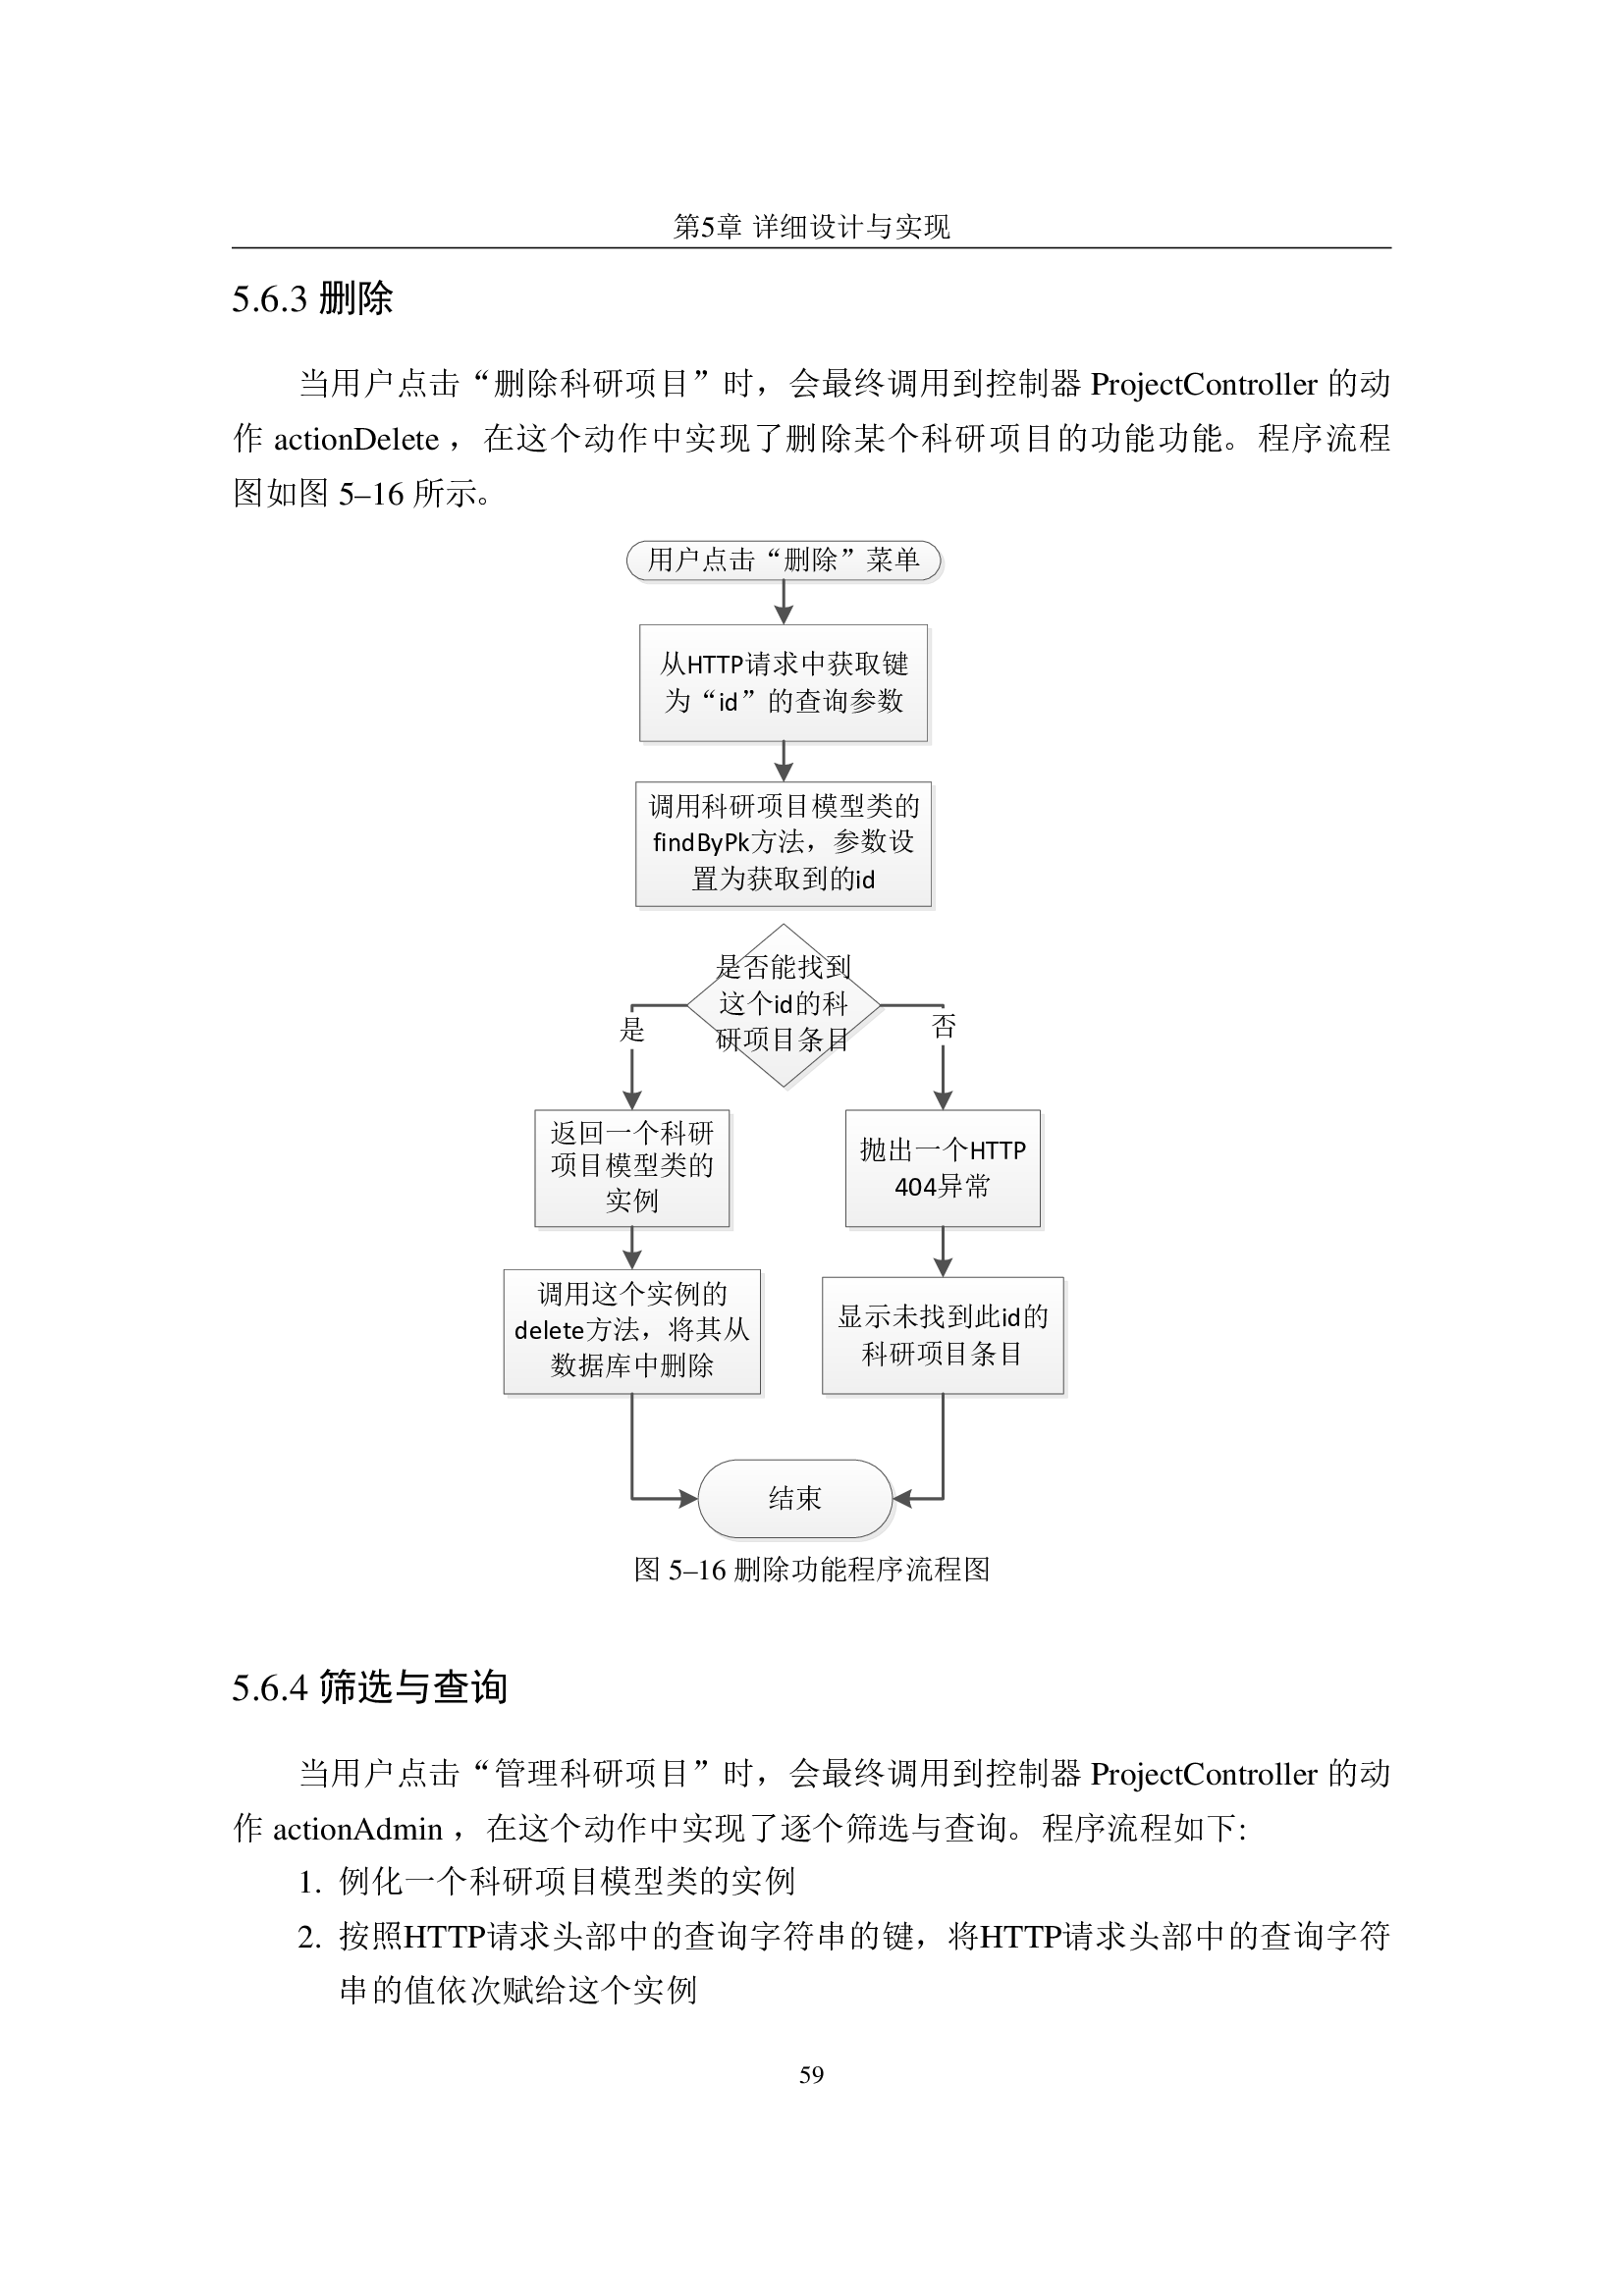 第5章 详细设计与实现
5.6.3 删除
当用户点击“删除科研项目”时，会最终调用到控制器 ProjectController 的动
作 actionDelete ，在这个动作中实现了删除某个科研项目的功能功能。程序流程
图如图 5–16 所示。
用户点击“删除”菜单
从HTTP请求中获取键
为“id”的查询参数
调用科研项目模型类的
findByPk方法，参数设
置为获取到的id
是否能找到
这个id的科
研项目条目
是
否
返回一个科研
项目模型类的
实例
抛出一个HTTP
404异常
调用这个实例的
delete方法，将其从
数据库中删除
显示未找到此id的
科研项目条目
结束
图 5–16 删除功能程序流程图
5.6.4 筛选与查询
当用户点击“管理科研项目”时，会最终调用到控制器 ProjectController 的动
作 actionAdmin ，在这个动作中实现了逐个筛选与查询。程序流程如下:
1. 例化一个科研项目模型类的实例
2. 按照HTTP请求头部中的查询字符串的键，将HTTP请求头部中的查询字符
串的值依次赋给这个实例
59